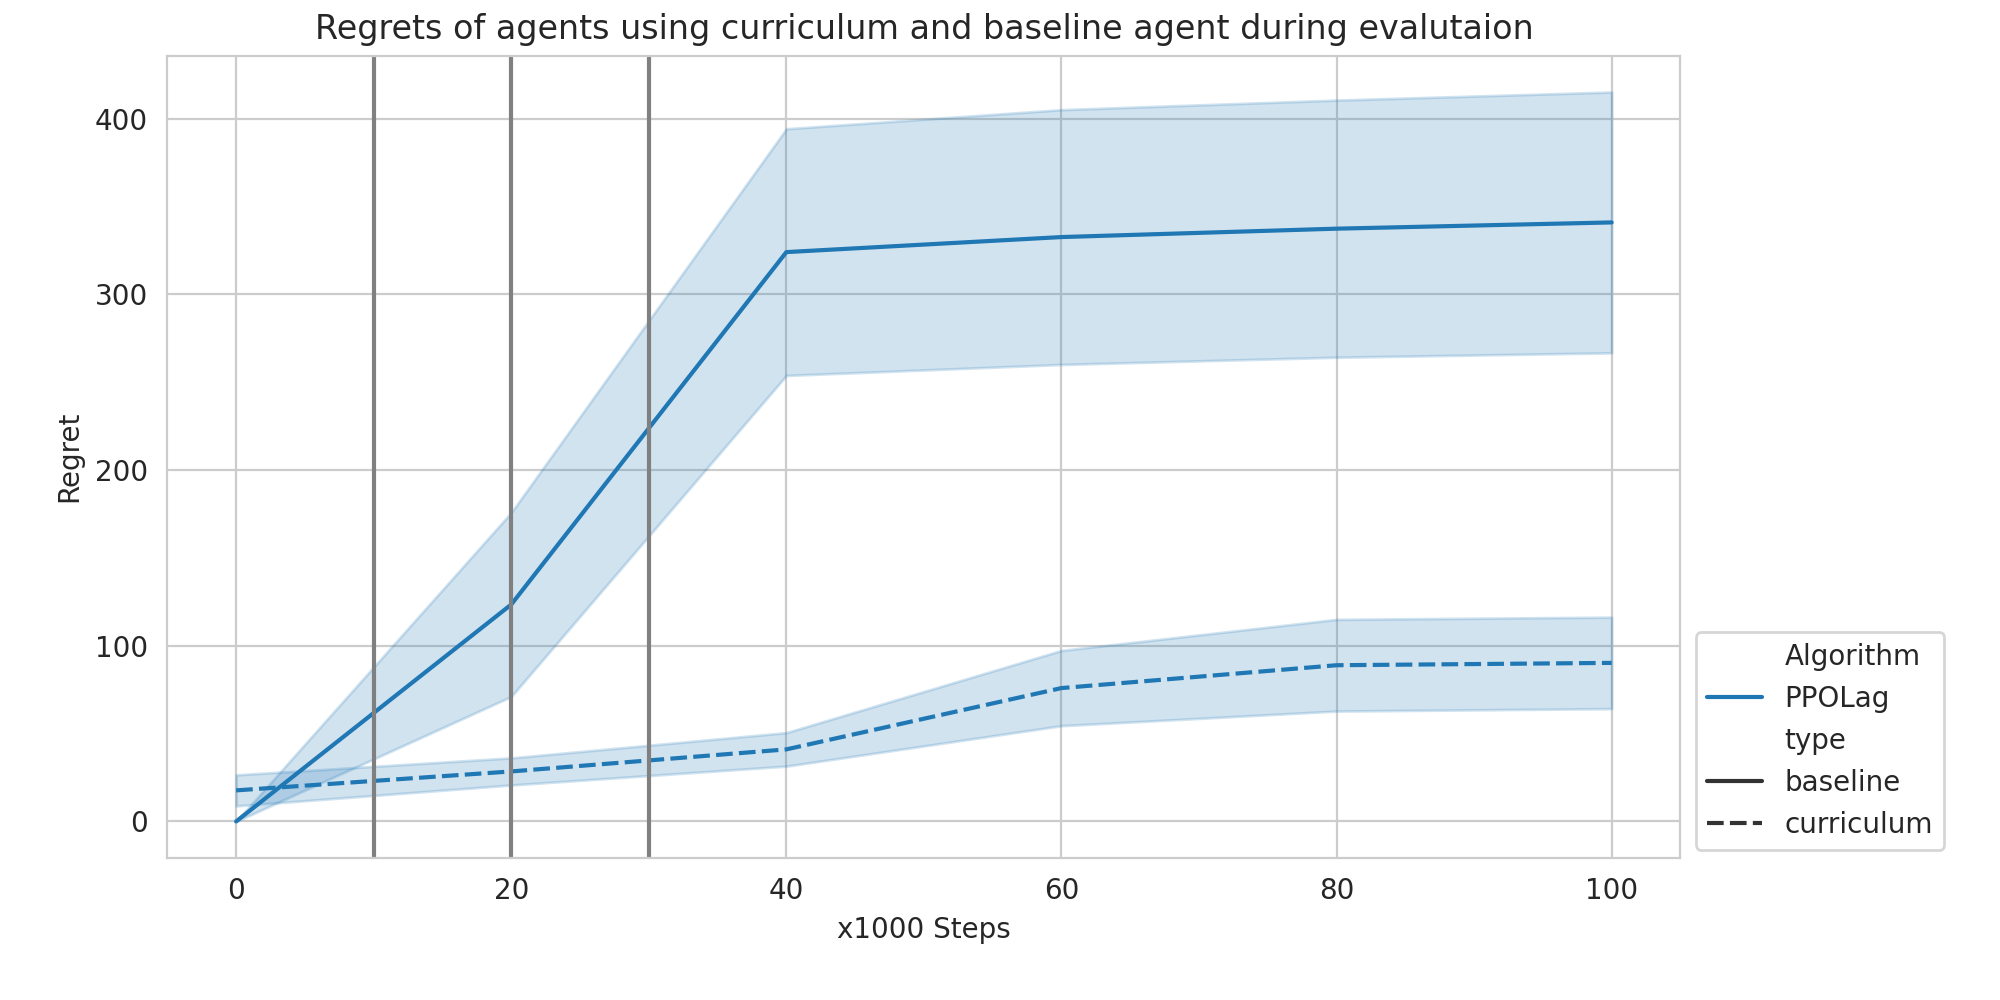 Regrets of agents using curriculum and baseline agent during evalutaion
400
300
200
100
0
Regret
0 20 40 60 80 100
x1000 Steps
Algorithm
PPOLag
type
baseline
curriculum